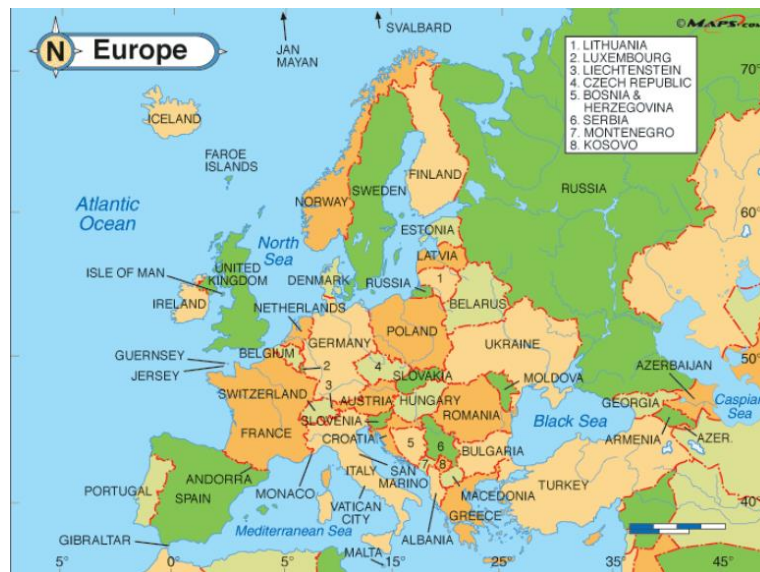 SVALBARD
JAN
MAYAN
N
Europe
©MAPS.com
1. LITHUANIA
2. LUXEMBOURG
3. LIECHTENSTEIN
4. CZECH REPUBLIC
5. BOSNIA &
HERZEGOVINA
6. SERBIA
7. MONTENEGRO
8. KOSOVO
70°
ICELAND
FAROE
ISLANDS
FINLAND
RUSSIA
SWEDEN
NORWAY
Atlantic
Ocean
60°
ESTONIA
North
Sea
LATVIA
ISLE OF MAN
UNITED
KINGDOM
DENMARK
RUSSIA
1
BELARUS
IRELAND
NETHERLANDS
POLAND
GERMANY
UKRAINE
GUERNSEY
BELGIUM
2
4
50°
JERSEY
SLOVAKIA
MOLDOVA
AZERBAIJAN
3
SWITZERLAND
AUSTRIA
HUNGARY
Caspian
Sea
GEORGIA
ROMANIA
SLOVENIA
Black Sea
FRANCE
CROATIA
5
6
BULGARIA
ARMENIA
AZER.
ITALY
SAN
MARINO
7
8
ANDORRA
TURKEY
PORTUGAL
SPAIN
MONACO
VATICAN
CITY
MACEDONIA
GREECE
40°
Mediterranean Sea
ALBANIA
GIBRALTAR
MALTA
5°
0°
5°
15°
25°
35°
45°